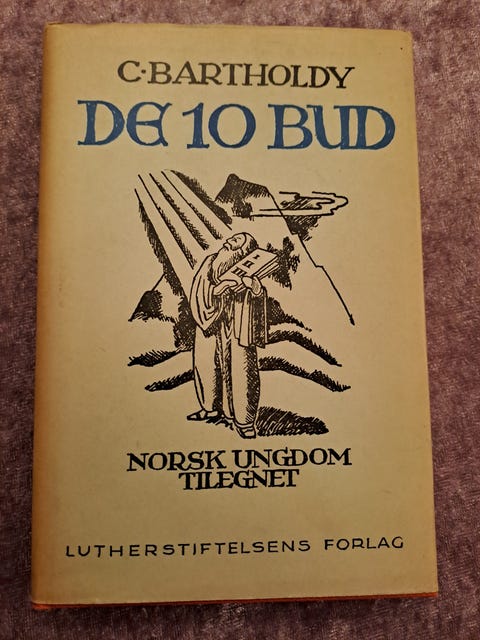 C·BARTHOLDY
DE 10 BUD
NORSK UNGDOM
TILEGNET
LUTHERSTIFTELSENS FORLAG